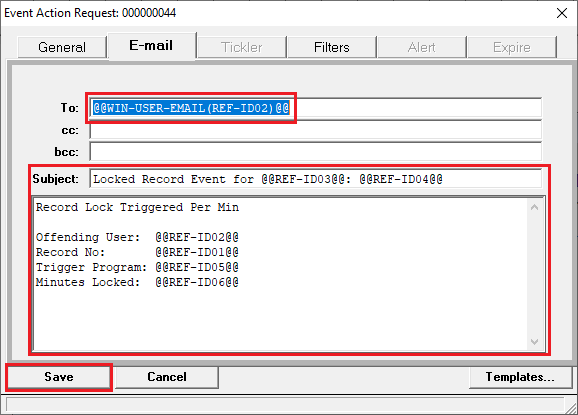 Event Action Request: 000000044
General E-mail Tickler Filters Alert Expire
To: @@WIN-USER-EMAIL(REF-ID02)@@
cc:
bcc:
Subject: Locked Record Event for @@REF-ID03@@: @@REF-ID04@@
Record Lock Triggered Per Min
Offending User: @@REF-ID02@@
Record No: @@REF-ID01@@
Trigger Program: @@REF-ID05@@
Minutes Locked: @@REF-ID06@@
Save Cancel Templates...